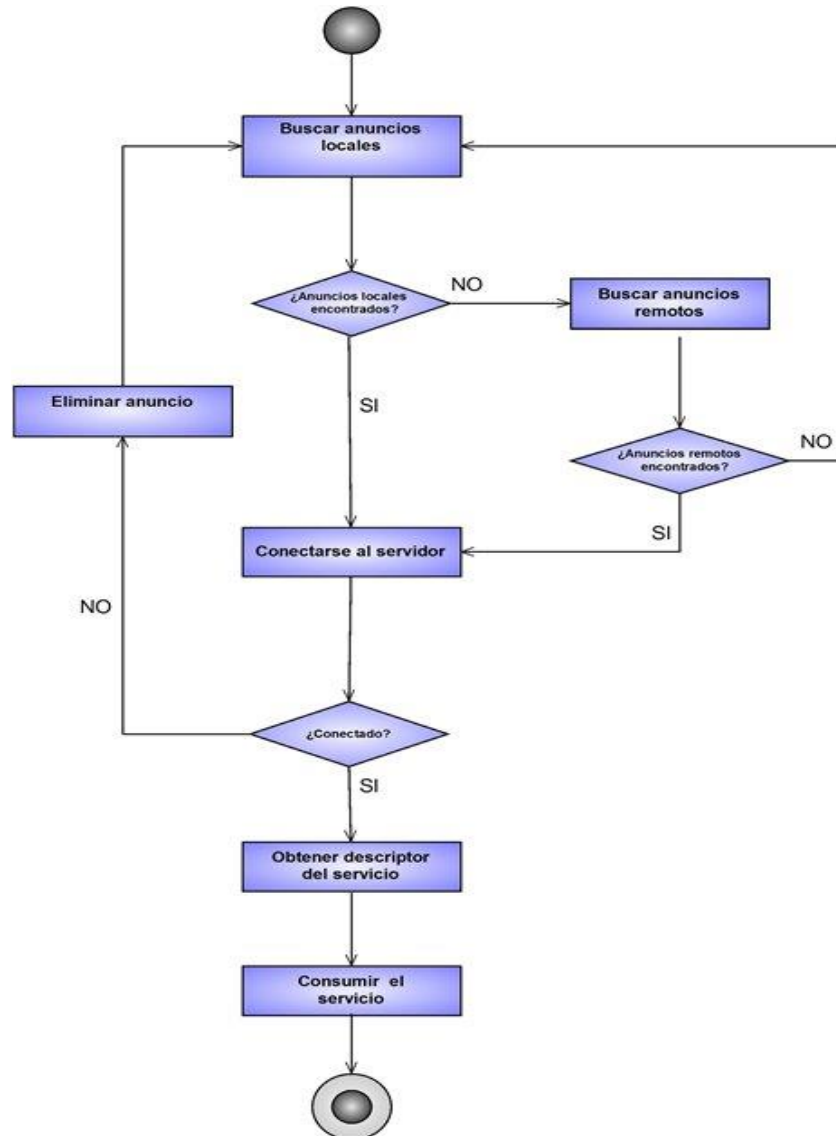 Buscar anuncios
locales
¿Anuncios locales
encontrados?
NO
Buscar anuncios
remotos
Eliminar anuncio
SI
¿Anuncios remotos
encontrados?
NO
SI
Conectarse al servidor
NO
¿Conectado?
SI
Obtener descriptor
del servicio
Consumir el
servicio